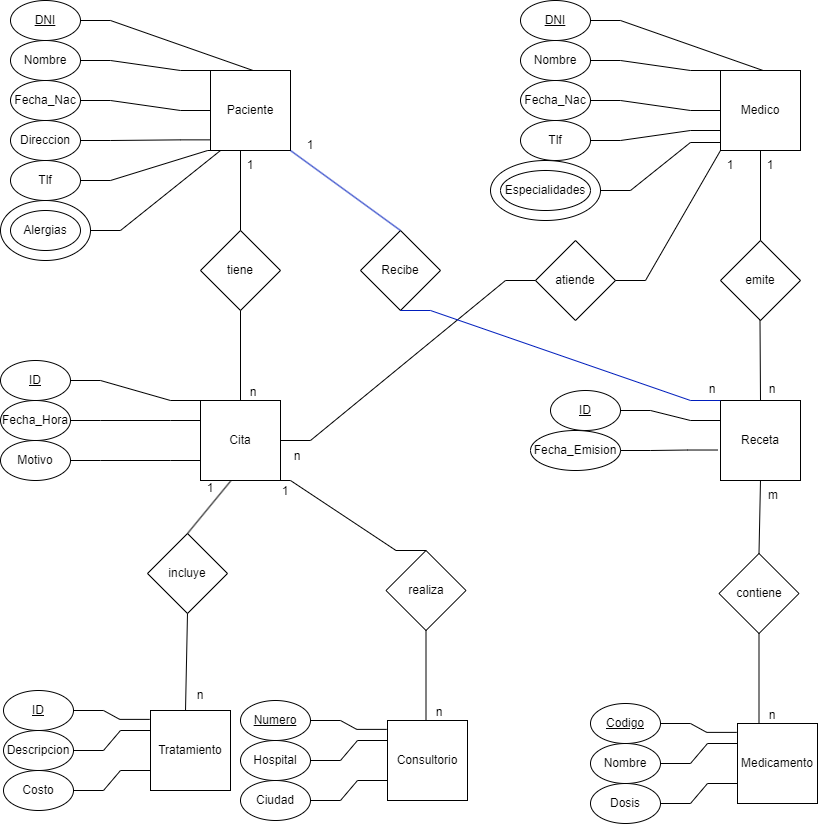 DNI
Nombre
Fecha_Nac
Direccion
Tlf
Alergias
Paciente
1
1
DNI
Nombre
Fecha_Nac
Tlf
Especialidades
Medico
1
1
tiene
Recibe
atiende
emite
n
n
n
ID
Fecha_Hora
Motivo
Cita
n
1
1
ID
Fecha_Emision
Receta
m
incluye
realiza
contiene
n
n
n
ID
Descripcion
Costo
Tratamiento
Numero
Hospital
Ciudad
Consultorio
Codigo
Nombre
Dosis
Medicamento